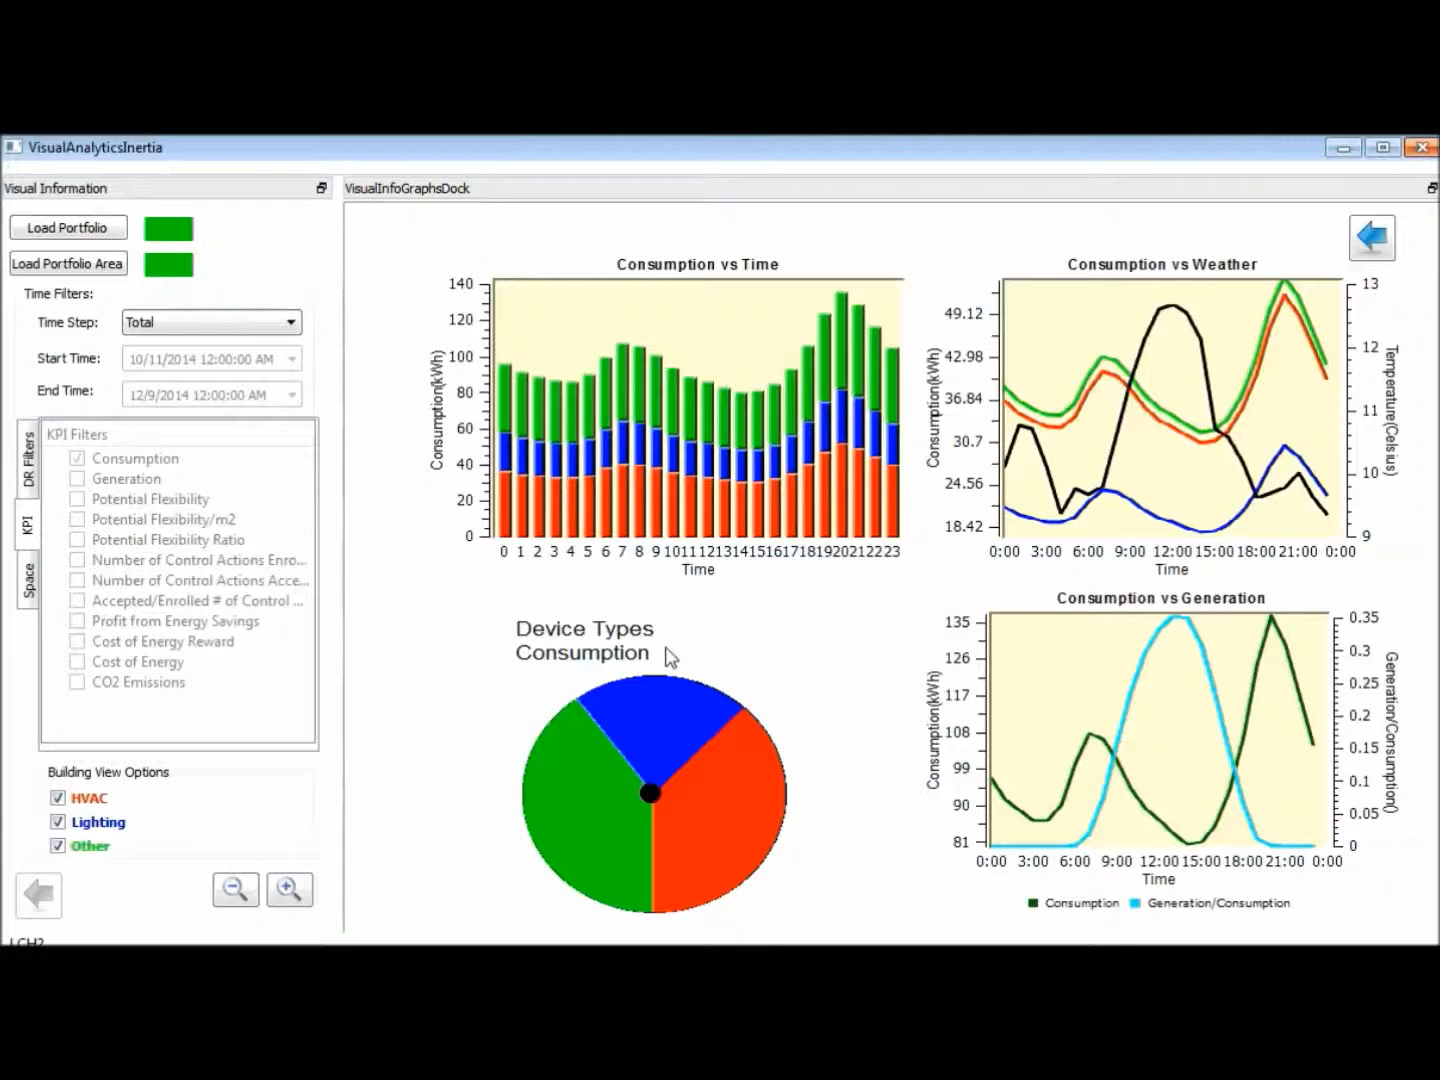 VisualAnalyticsInertia
Visual Information
VisualInfoGraphsDock
Load Portfolio
Load Portfolio Area
Time Filters:
Time Step: Total
Start Time: 10/11/2014 12:00:00 AM
End Time: 12/9/2014 12:00:00 AM
DR Filters
KPI
Space
KPI Filters
Consumption
Generation
Potential Flexibility
Potential Flexibility/m2
Potential Flexibility Ratio
Number of Control Actions Enro...
Number of Control Actions Acce...
Accepted/Enrolled # of Control ...
Profit from Energy Savings
Cost of Energy Reward
Cost of Energy
CO2 Emissions
Building View Options
HVAC
Lighting
Other
Consumption vs Time
Consumption(kWh)
140
120
100
80
60
40
20
0
0 1 2 3 4 5 6 7 8 9 10 11 12 13 14 15 16 17 18 19 20 21 22 23
Time
Consumption vs Weather
Consumption(kWh)
49.12
42.98
36.84
30.7
24.56
18.42
13
12
11
10
9
Temperature(Celsius)
0:00 3:00 6:00 9:00 12:00 15:00 18:00 21:00 0:00
Time
Device Types
Consumption
Consumption vs Generation
Consumption(kWh)
135
126
117
108
99
90
81
0.35
0.3
0.25
0.2
0.15
0.1
0.05
0
Generation/Consumption()
0:00 3:00 6:00 9:00 12:00 15:00 18:00 21:00 0:00
Time
Consumption Generation/Consumption